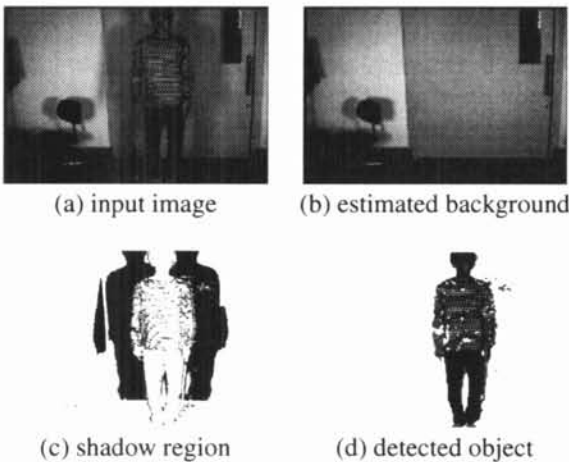 (a) input image
(b) estimated background
(c) shadow region
(d) detected object